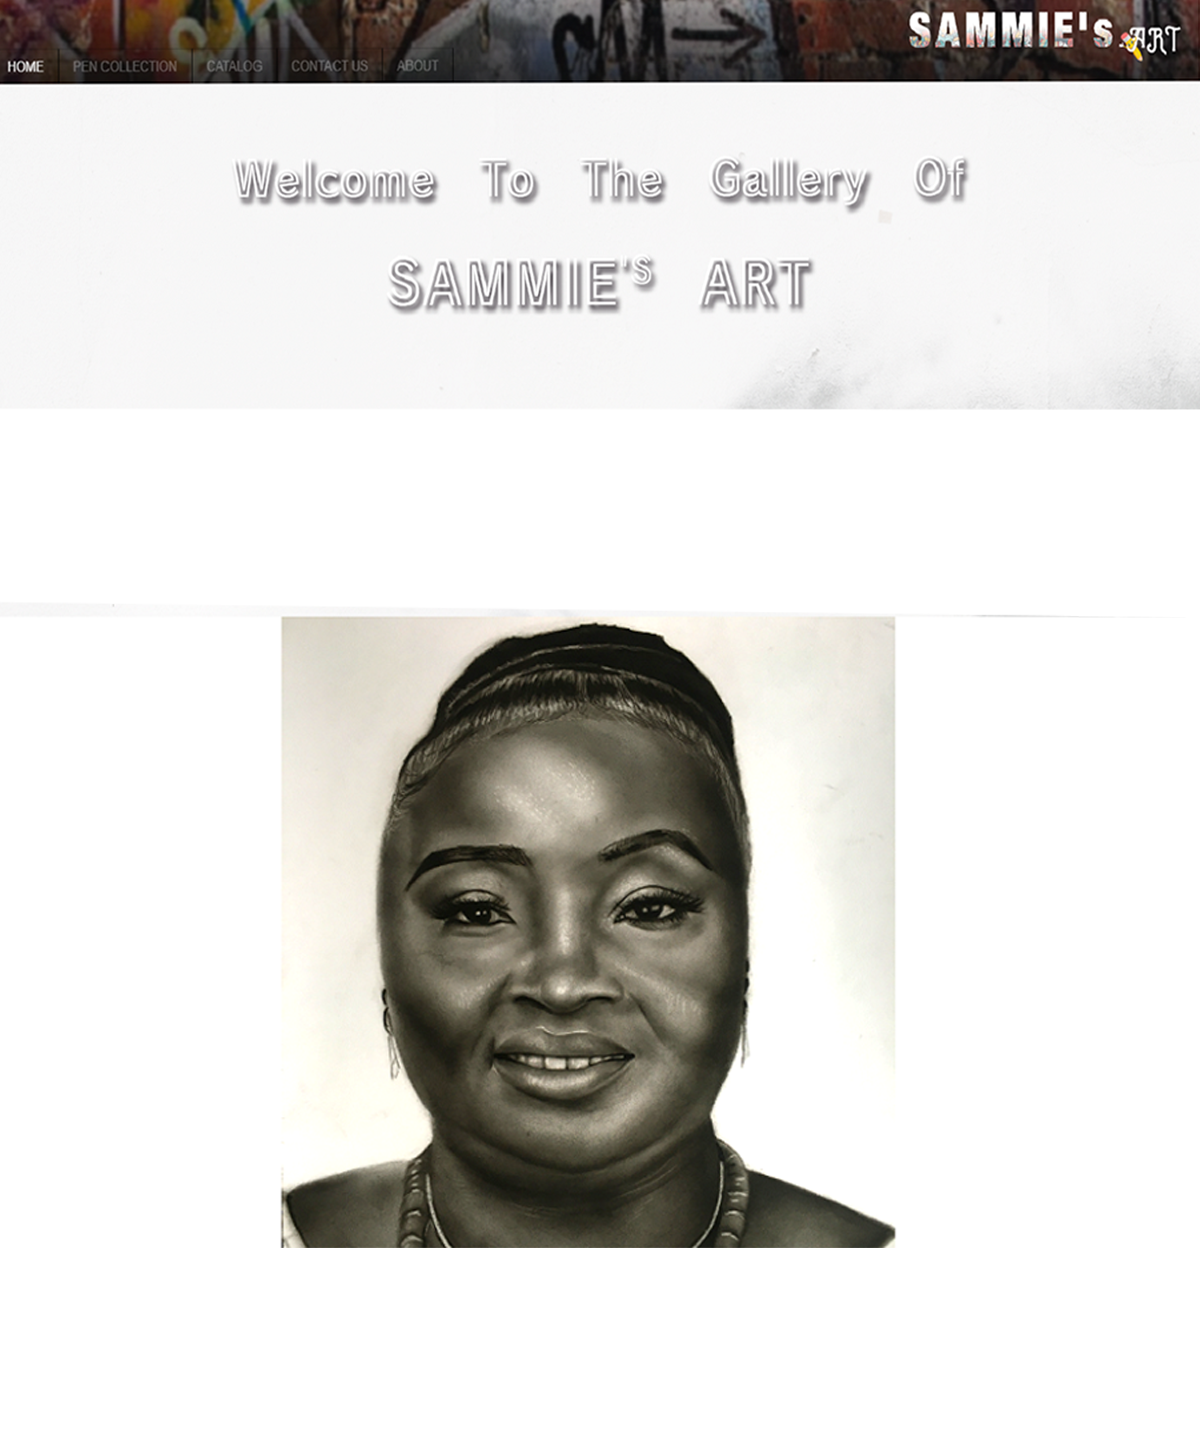 SAMMIE's ART
HOME PEN COLLECTION CATALOG CONTACT US ABOUT
Welcome To The Gallery Of
SAMMIE'S ART